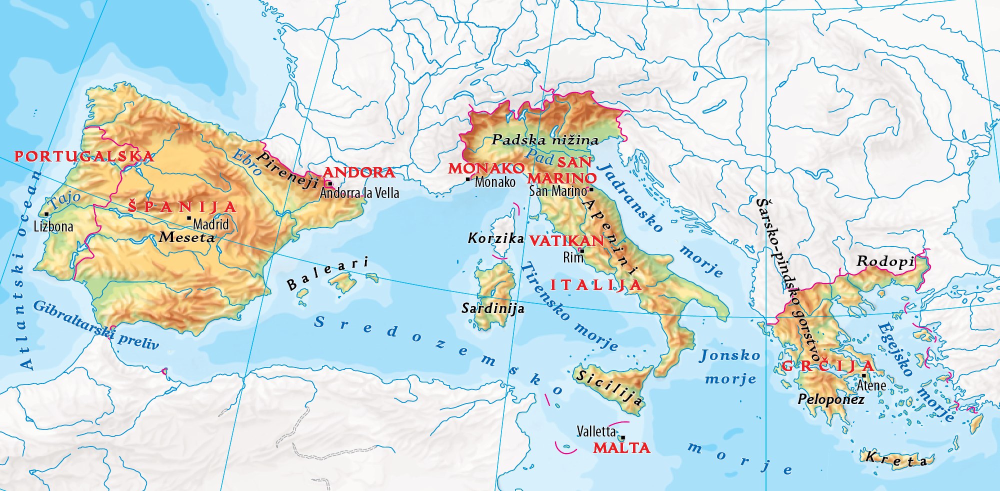 PORTUGALSKA
Atlantski ocean
Tajo
Lizbona
ŠPANIJA
Madrid
Meseta
Ebro
Pireneji
ANDORA
Andorra la Vella
Gibraltarski preliv
Baleari
Sredozemsko
morje
MONAKO
Monako
Padska nižina
Pad
SAN
MARINO
San Marino
Jadransko
morje
Apenini
Korzika
VATIKAN
Rim
ITALIJA
Tirensko morje
Sardinija
Sicilija
Valletta
MALTA
Jonsko
morje
Šarsko-pindsko gorstvo
Rodopi
GRČIJA
Atene
Peloponez
Egejsko morje
Kreta